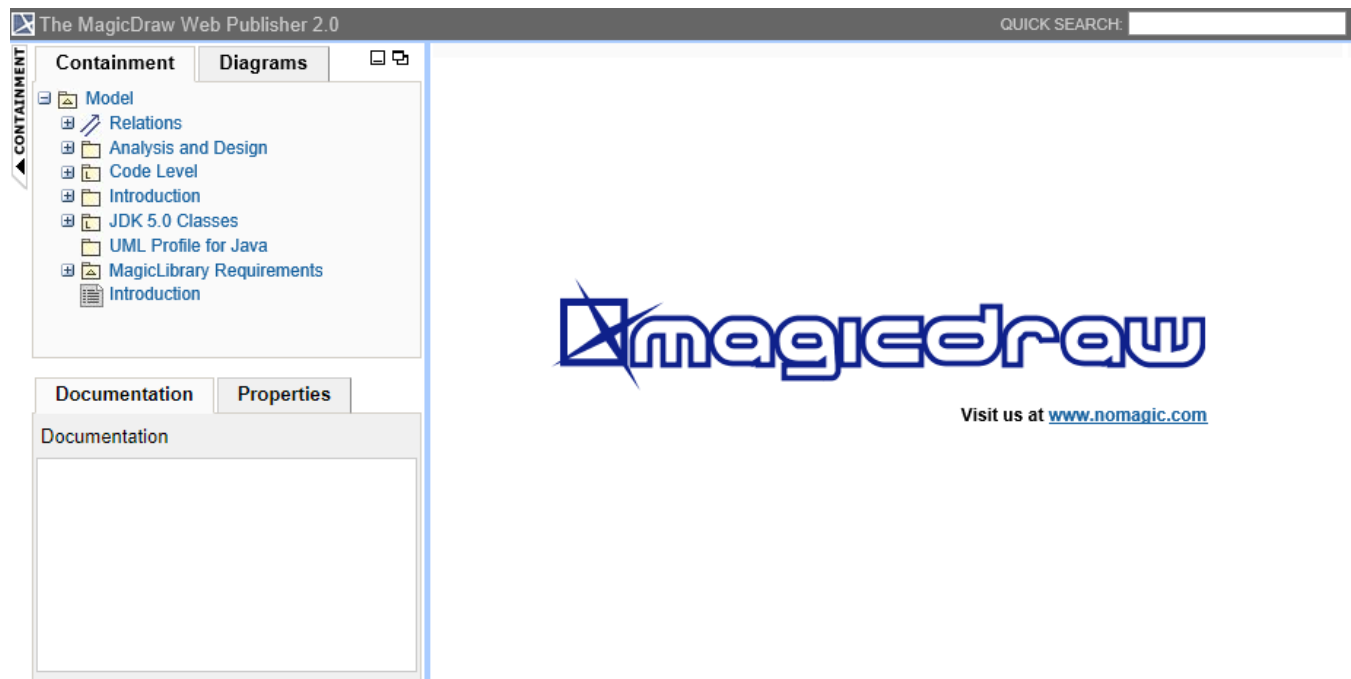 The MagicDraw Web Publisher 2.0
QUICK SEARCH:
CONTAINMENT
Containment
Diagrams
Model
Relations
Analysis and Design
Code Level
Introduction
JDK 5.0 Classes
UML Profile for Java
MagicLibrary Requirements
Introduction
Documentation
Properties
Documentation
magicdraw
Visit us at www.nomagic.com